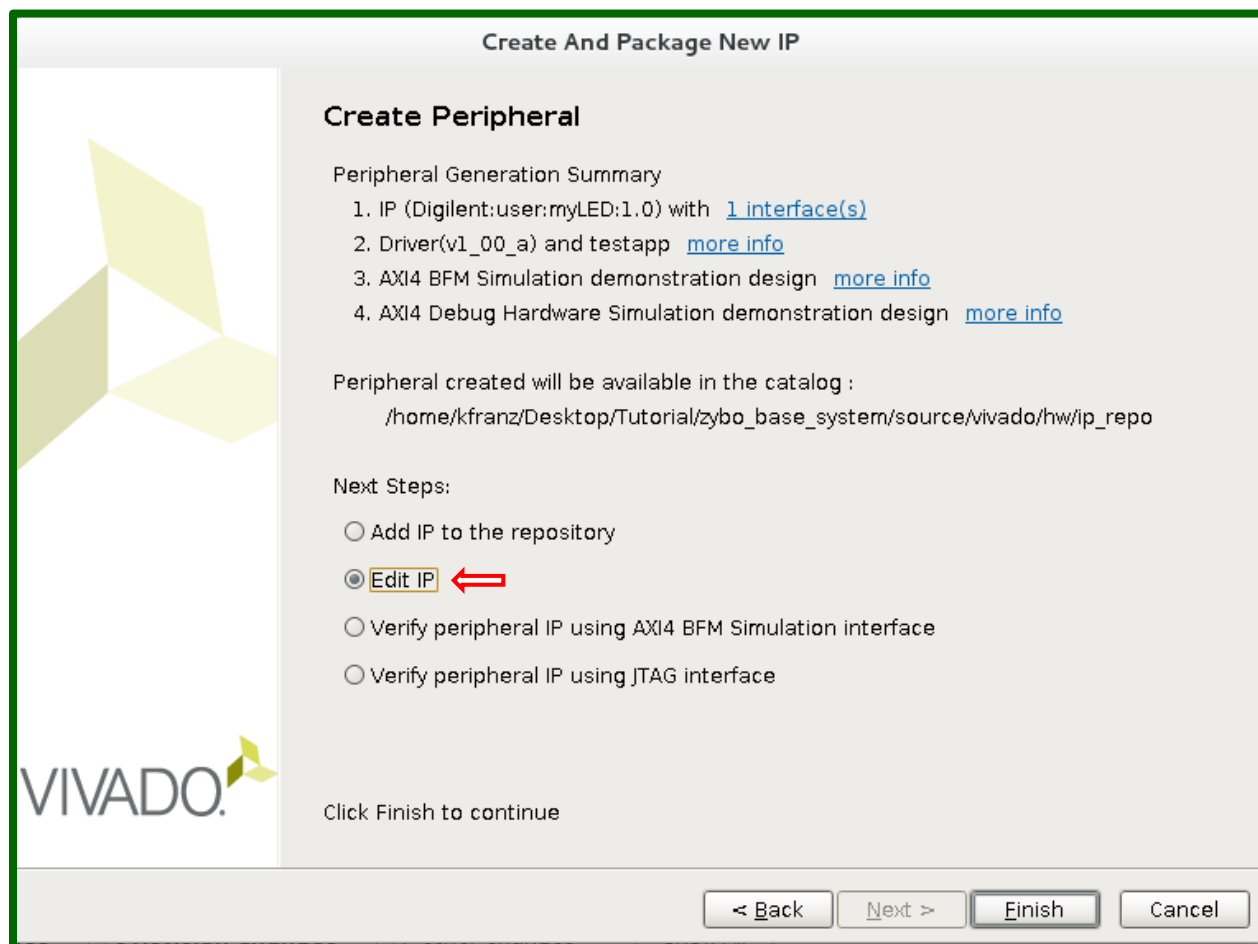 Create And Package New IP
Create Peripheral
Peripheral Generation Summary
1. IP (Digilent:user:myLED:1.0) with 1 interface(s)
2. Driver(v1_00_a) and testapp more info
3. AXI4 BFM Simulation demonstration design more info
4. AXI4 Debug Hardware Simulation demonstration design more info
Peripheral created will be available in the catalog :
/home/kfranz/Desktop/Tutorial/zybo_base_system/source/vivado/hw/ip_repo
Next Steps:
Add IP to the repository
Edit IP
Verify peripheral IP using AXI4 BFM Simulation interface
Verify peripheral IP using JTAG interface
VIVADO.
Click Finish to continue
< Back Next > Finish Cancel